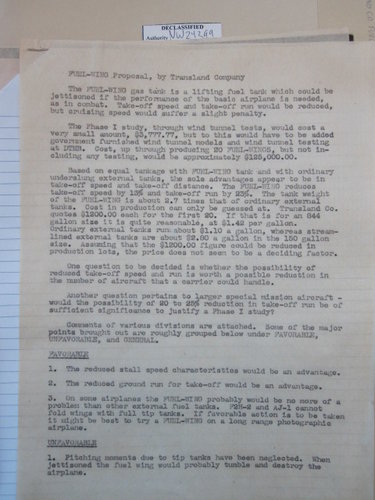 DECLASSIFIED
Authority NW24249
FUEL-WING Proposal, by Transland Company
The FUEL-WING gas tank is a lifting fuel tank which could be
jettisoned if the performance of the basic airplane is needed,
as in combat. Take-off speed and take-off run would be reduced,
but cruising speed would suffer a slight penalty.
The Phase I study, through wind tunnel tests, would cost a
very small amount, $3,777.77, but to this would have to be added
government furnished wind tunnel models and wind tunnel testing
at DTMB. Cost, up through producing 20 FUEL-WINGS, but not in-
cluding any testing, would be approximately $125,000.00.
Based on equal tankage with FUEL-WING tank and with ordinary
underslung external tanks, the sole advantages appear to be in
take-off speed and take-off distance. The FUEL-WING reduces
take-off speed by 15% and take-off run by 25%. The tank weight
of the FUEL-WING is about 2.7 times that of ordinary external
tanks. Cost in production can only be guessed at. Transland Co.
quotes $1200.00 each for the first 20. If that is for an 844
gallon size it is quite reasonable, at $1.42 per gallon.
Ordinary external tanks run about $1.10 a gallon, whereas stream-
lined external tanks are about $2.80 a gallon in the 150 gallon
size. Assuming that the $1200.00 figure could be reduced in
production lots, the price does not seem to be a deciding factor.
One question to be decided is whether the possibility of
reduced take-off speed and run is worth a possible reduction in
the number of aircraft that a carrier could handle.
Another question pertains to larger special mission aircraft -
would the possibility of 20 to 25% reduction in take-off run be of
sufficient significance to justify a Phase I study?
Comments of various divisions are attached. Some of the major
points brought out are roughly grouped below under FAVORABLE,
UNFAVORABLE, and GENERAL.
FAVORABLE
1. The reduced stall speed characteristics would be an advantage.
2. The reduced ground run for take-off would be an advantage.
3. On some airplanes the FUEL-WING probably would be no more of a
problem than other external fuel tanks. F2H-2 and AJ-1 cannot
fold wings with full tip tanks. If favorable action is to be taken
it might be best to try a FUEL-WING on a long range photographic
airplane.
UNFAVORABLE
1. Pitching moments due to tip tanks have been neglected. When
jettisoned the fuel wing would probably tumble and destroy the
airplane.